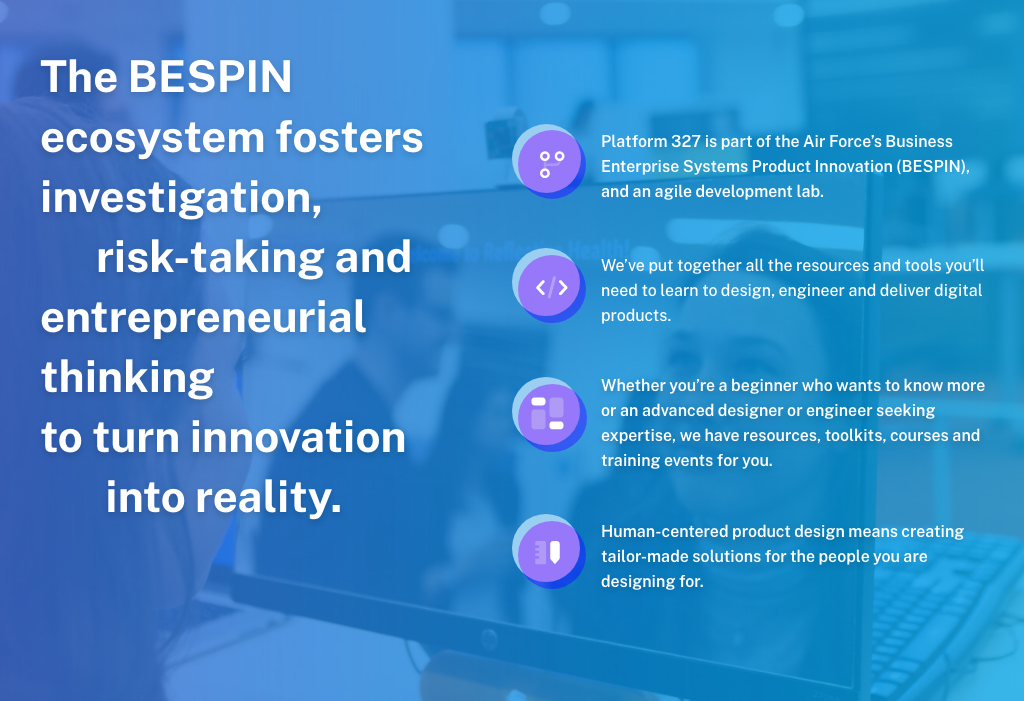 The BESPIN
ecosystem fosters
investigation,
risk-taking and
entrepreneurial
thinking
to turn innovation
into reality.
Platform 327 is part of the Air Force’s Business
Enterprise Systems Product Innovation (BESPIN),
and an agile development lab.
We’ve put together all the resources and tools you’ll
need to learn to design, engineer and deliver digital
products.
Whether you’re a beginner who wants to know more
or an advanced designer or engineer seeking
expertise, we have resources, toolkits, courses and
training events for you.
Human-centered product design means creating
tailor-made solutions for the people you are
designing for.